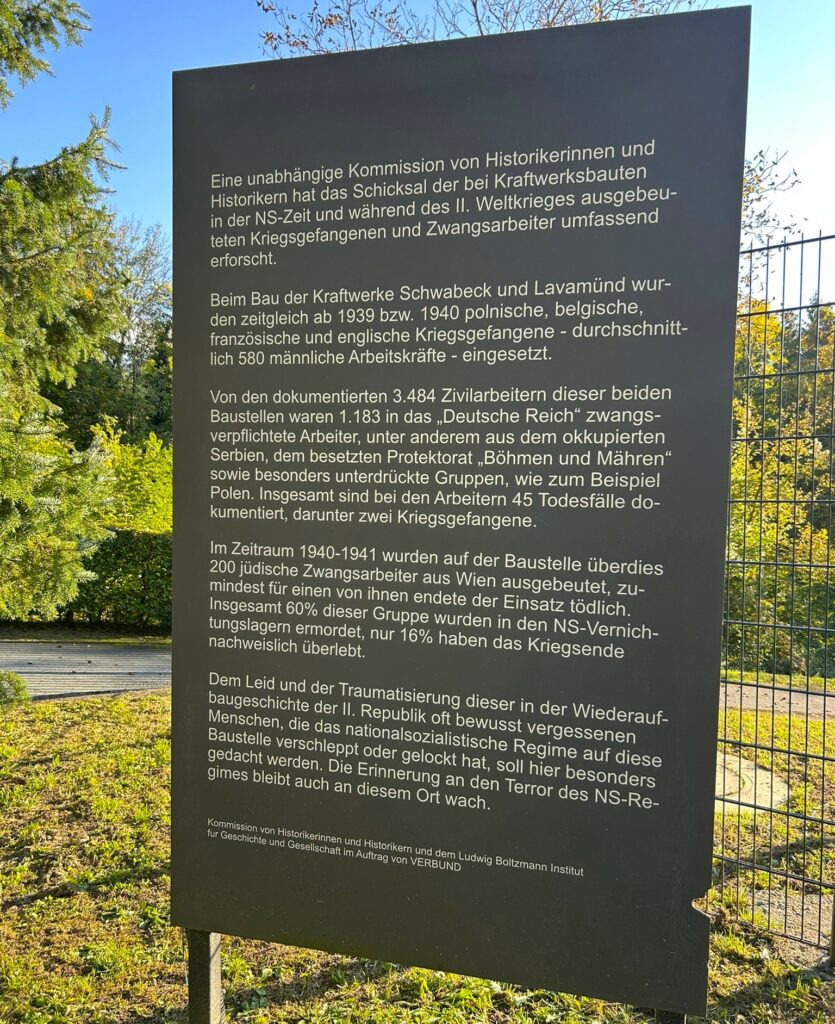 Eine unabhängige Kommission von Historikerinnen und
Historikern hat das Schicksal der bei Kraftwerksbauten
in der NS-Zeit und während des II. Weltkrieges ausgebeu-
teten Kriegsgefangenen und Zwangsarbeiter umfassend
erforscht.
Beim Bau der Kraftwerke Schwabeck und Lavamünd wur-
den zeitgleich ab 1939 bzw. 1940 polnische, belgische,
französische und englische Kriegsgefangene - durchschnitt-
lich 580 männliche Arbeitskräfte - eingesetzt.
Von den dokumentierten 3.484 Zivilarbeitern dieser beiden
Baustellen waren 1.183 in das „Deutsche Reich“ zwangs-
verpflichtete Arbeiter, unter anderem aus dem okkupierten
Serbien, dem besetzten Protektorat „Böhmen und Mähren“
sowie besonders unterdrückte Gruppen, wie zum Beispiel
Polen. Insgesamt sind bei den Arbeitern 45 Todesfälle do-
kumentiert, darunter zwei Kriegsgefangene.
Im Zeitraum 1940-1941 wurden auf der Baustelle überdies
200 jüdische Zwangsarbeiter aus Wien ausgebeutet, zu-
mindest für einen von ihnen endete der Einsatz tödlich.
Insgesamt 60% dieser Gruppe wurden in den NS-Vernich-
tungslagern ermordet, nur 16% haben das Kriegsende
nachweislich überlebt.
Dem Leid und der Traumatisierung dieser in der Wiederauf-
baugeschichte der II. Republik oft bewusst vergessenen
Menschen, die das nationalsozialistische Regime auf diese
Baustelle verschleppt oder gelockt hat, soll hier besonders
gedacht werden. Die Erinnerung an den Terror des NS-Re-
gimes bleibt auch an diesem Ort wach.
Kommission von Historikerinnen und Historikern und dem Ludwig Boltzmann Institut
für Geschichte und Gesellschaft im Auftrag von VERBUND